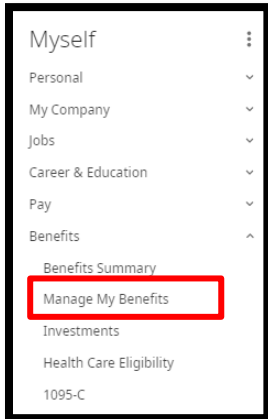 Myself
Personal
My Company
Jobs
Career & Education
Pay
Benefits
Benefits Summary
Manage My Benefits
Investments
Health Care Eligibility
1095-C